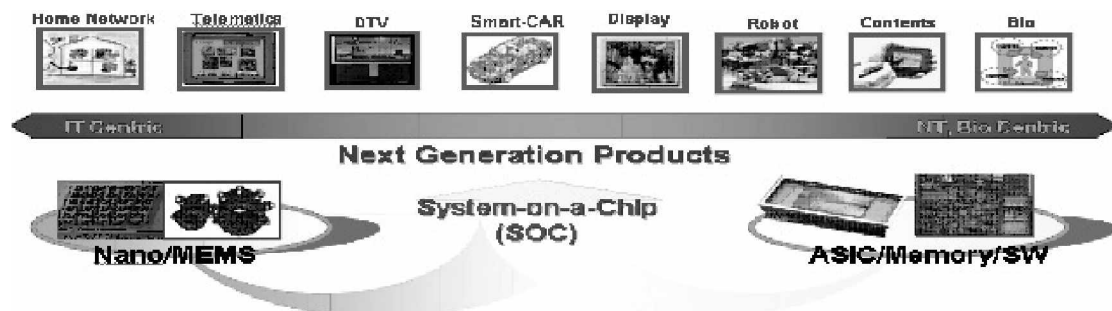 Home Network
Telematics
DTV
Smart-CAR
Display
Robot
Contents
Bio
IT Centric
NT, Bio Centric
Next Generation Products
System-on-a-Chip
(SOC)
Nano/MEMS
ASIC/Memory/SW